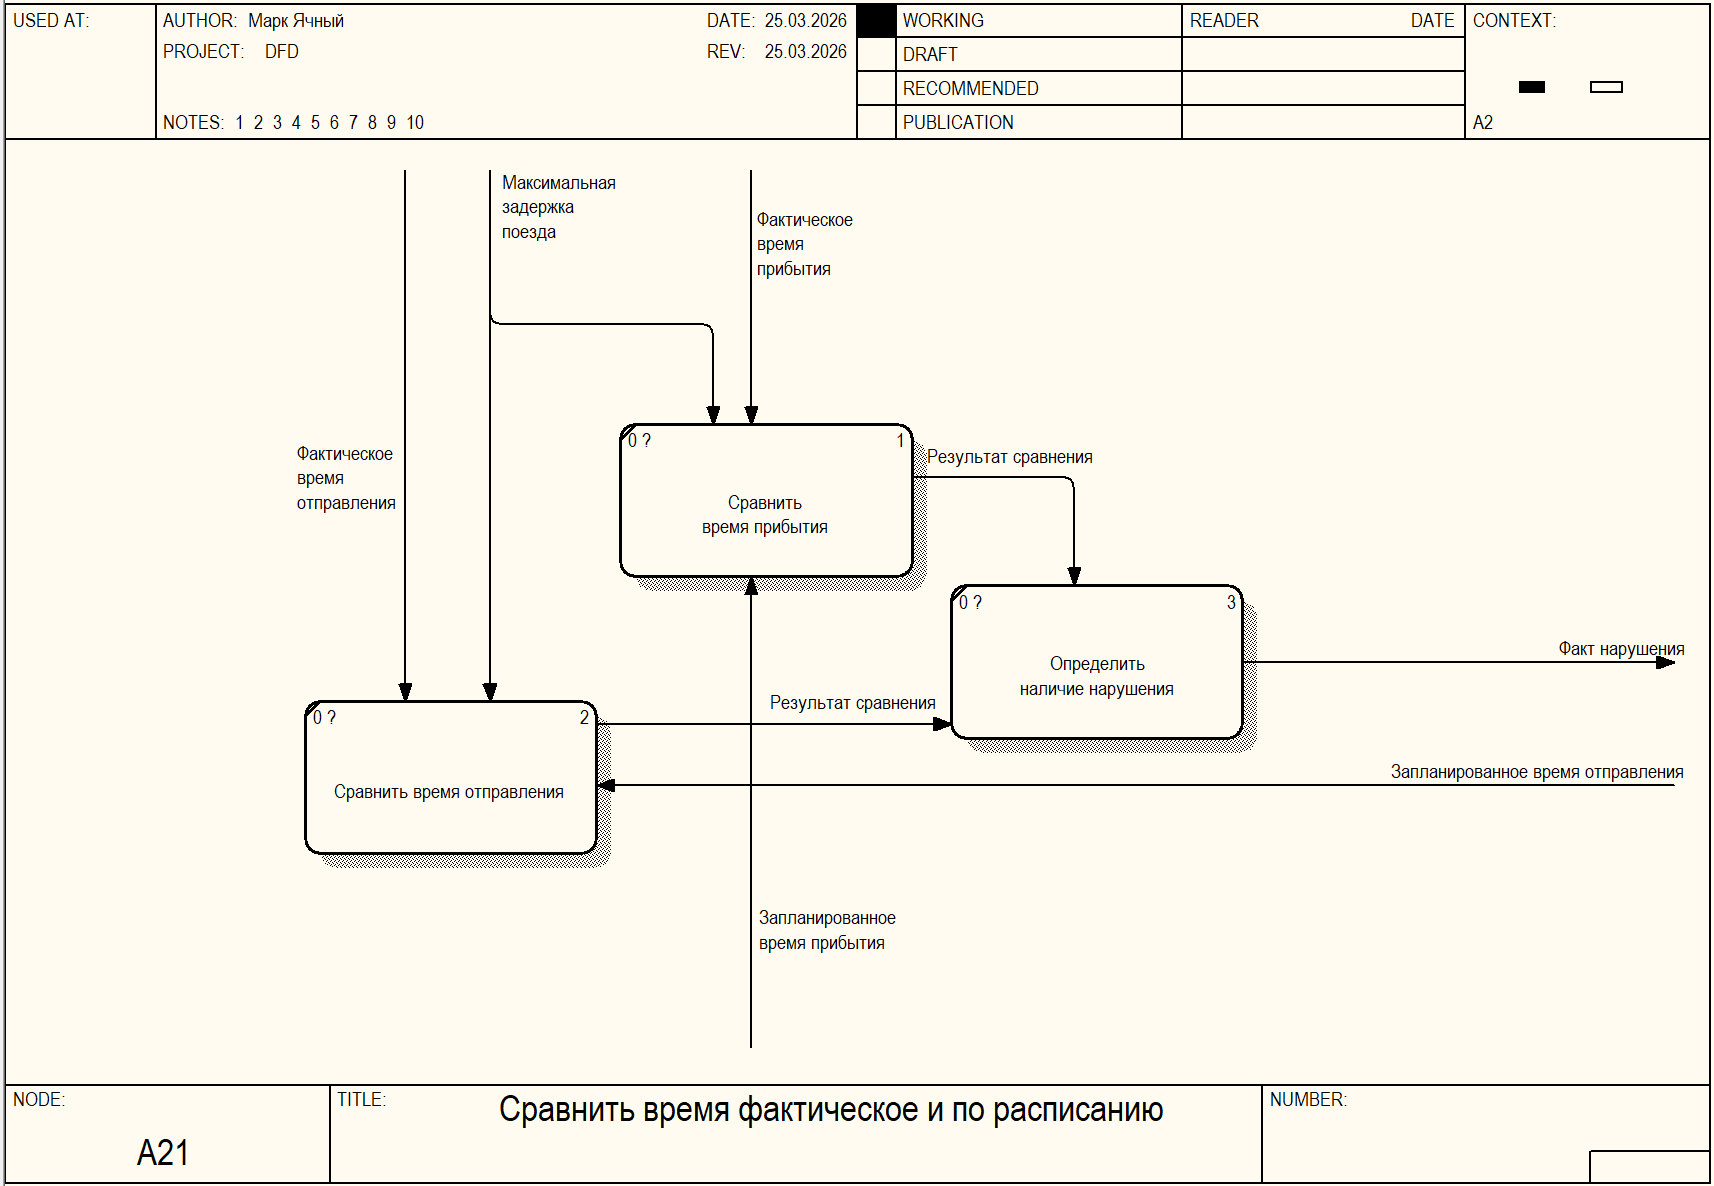 USED AT:
AUTHOR: Марк Ячный
DATE: 25.03.2026
PROJECT: DFD
REV: 25.03.2026
NOTES: 1 2 3 4 5 6 7 8 9 10
WORKING
DRAFT
RECOMMENDED
PUBLICATION
READER
DATE
CONTEXT:
A2
Максимальная
задержка
поезда
Фактическое
время
прибытия
Фактическое
время
отправления
0 ?
1
Сравнить
время прибытия
Результат сравнения
0 ?
3
Определить
наличие нарушения
Факт нарушения
Результат сравнения
0 ?
2
Сравнить время отправления
Запланированное время отправления
Запланированное
время прибытия
NODE:
A21
TITLE:
Сравнить время фактическое и по расписанию
NUMBER: